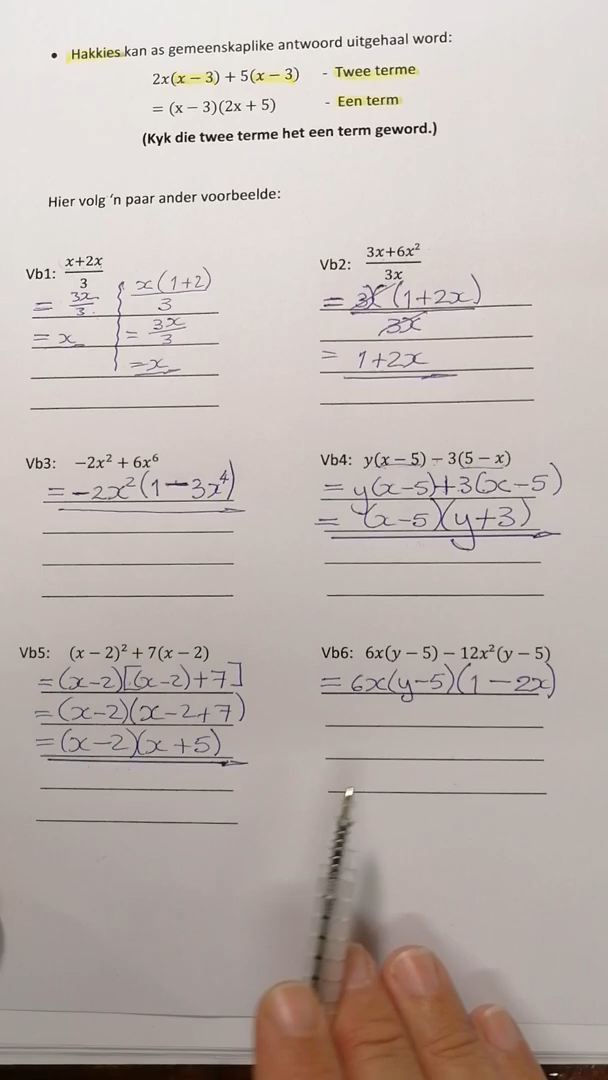 • Hakkies kan as gemeenskaplike antwoord uitgehaal word:
2x(x − 3) + 5(x − 3) - Twee terme
= (x − 3)(2x + 5) - Een term
(Kyk die twee terme het een term geword.)
Hier volg 'n paar ander voorbeelde:
Vb1: x+2x / 3
= 3x / 3
= x
x(1+2) / 3
= 3x / 3
= x
Vb2: 3x+6x² / 3x
= 3x(1+2x) / 3x
= 1+2x
Vb3: −2x² + 6x⁶
= −2x²(1−3x⁴)
Vb4: y(x − 5) − 3(5 − x)
= y(x−5)+3(x−5)
= (x−5)(y+3)
Vb5: (x − 2)² + 7(x − 2)
= (x−2)[(x−2)+7]
= (x−2)(x−2+7)
= (x−2)(x+5)
Vb6: 6x(y − 5) − 12x²(y − 5)
= 6x(y−5)(1−2x)